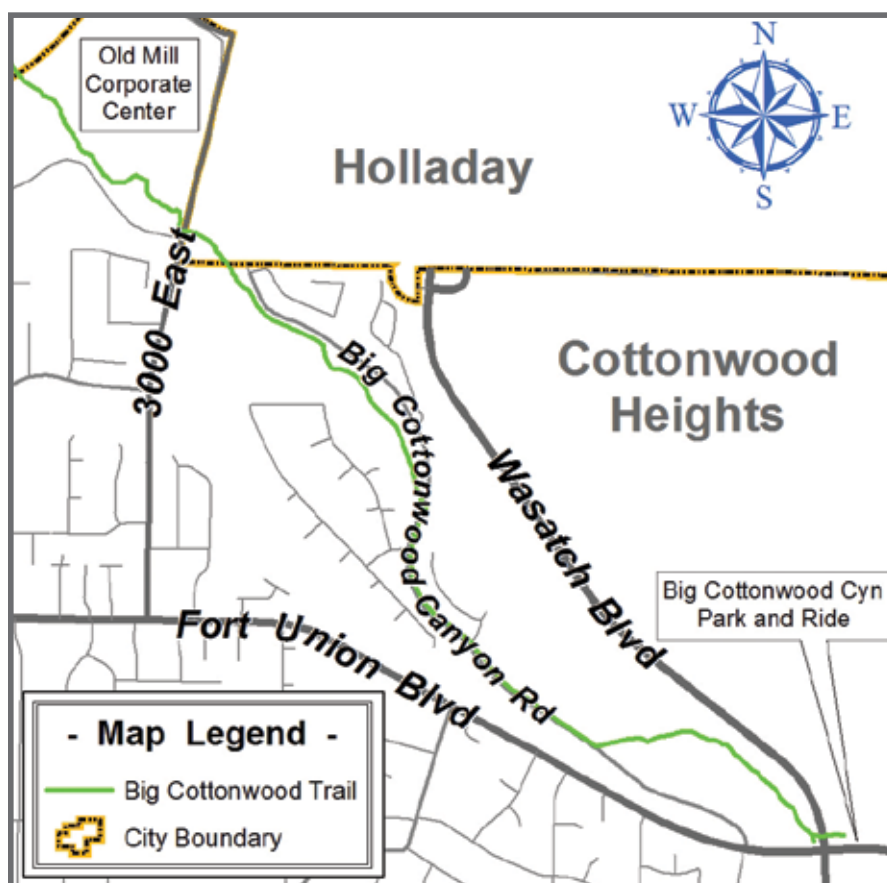 Old Mill
Corporate
Center
N
W
E
S
Holladay
3000 East
Big Cottonwood Canyon Rd
Cottonwood
Heights
Wasatch Blvd
Big Cottonwood Cyn
Park and Ride
Fort Union Blvd
- Map Legend -
Big Cottonwood Trail
City Boundary